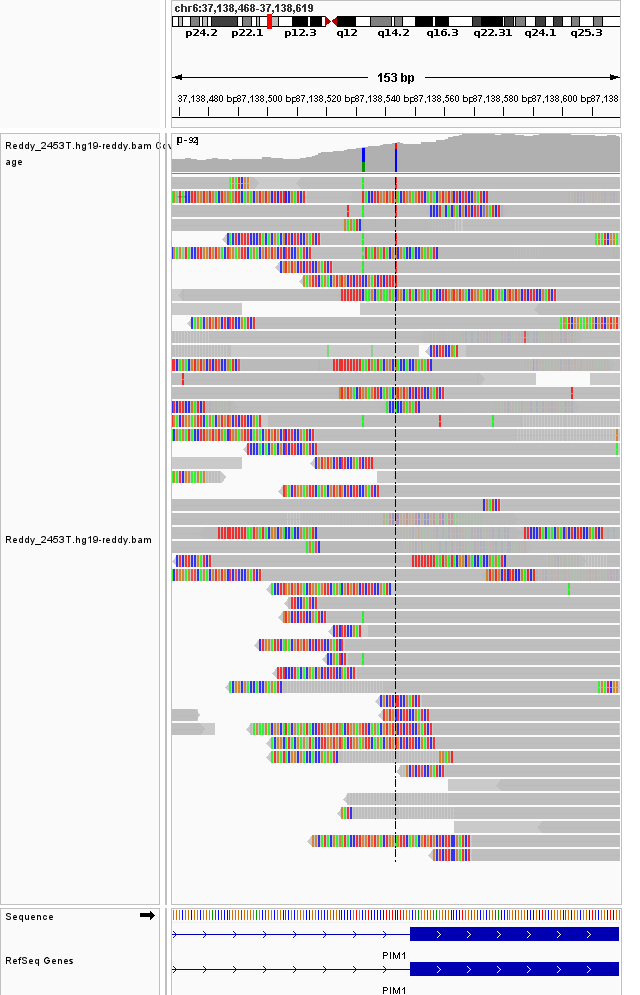 chr6:37,138,468-37,138,619
p24.2 p22.1 p12.3 q12 q14.2 q16.3 q22.31 q24.1 q25.3
153 bp
37,138,480 bp 37,138,500 bp 37,138,520 bp 37,138,540 bp 37,138,560 bp 37,138,580 bp 37,138,600 bp 37,138
Reddy_2453T.hg19-reddy.bam Cov
age
[0 - 92]
Reddy_2453T.hg19-reddy.bam
Sequence
PIM1
RefSeq Genes
PIM1